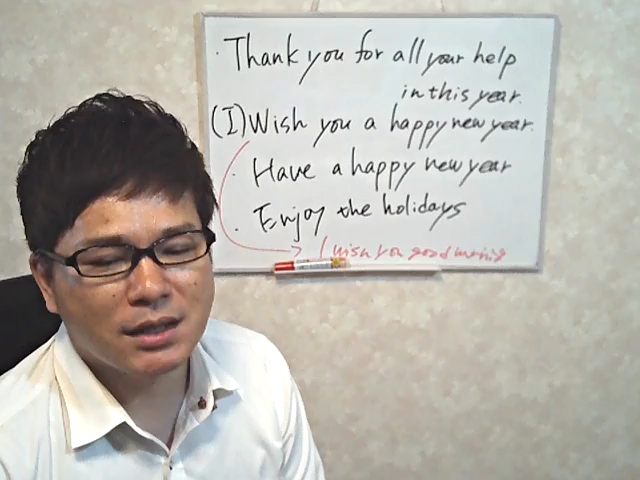 · Thank you for all your help
in this year.
(I) Wish you a happy new year.
· Have a happy new year
· Enjoy the holidays
I wish you good